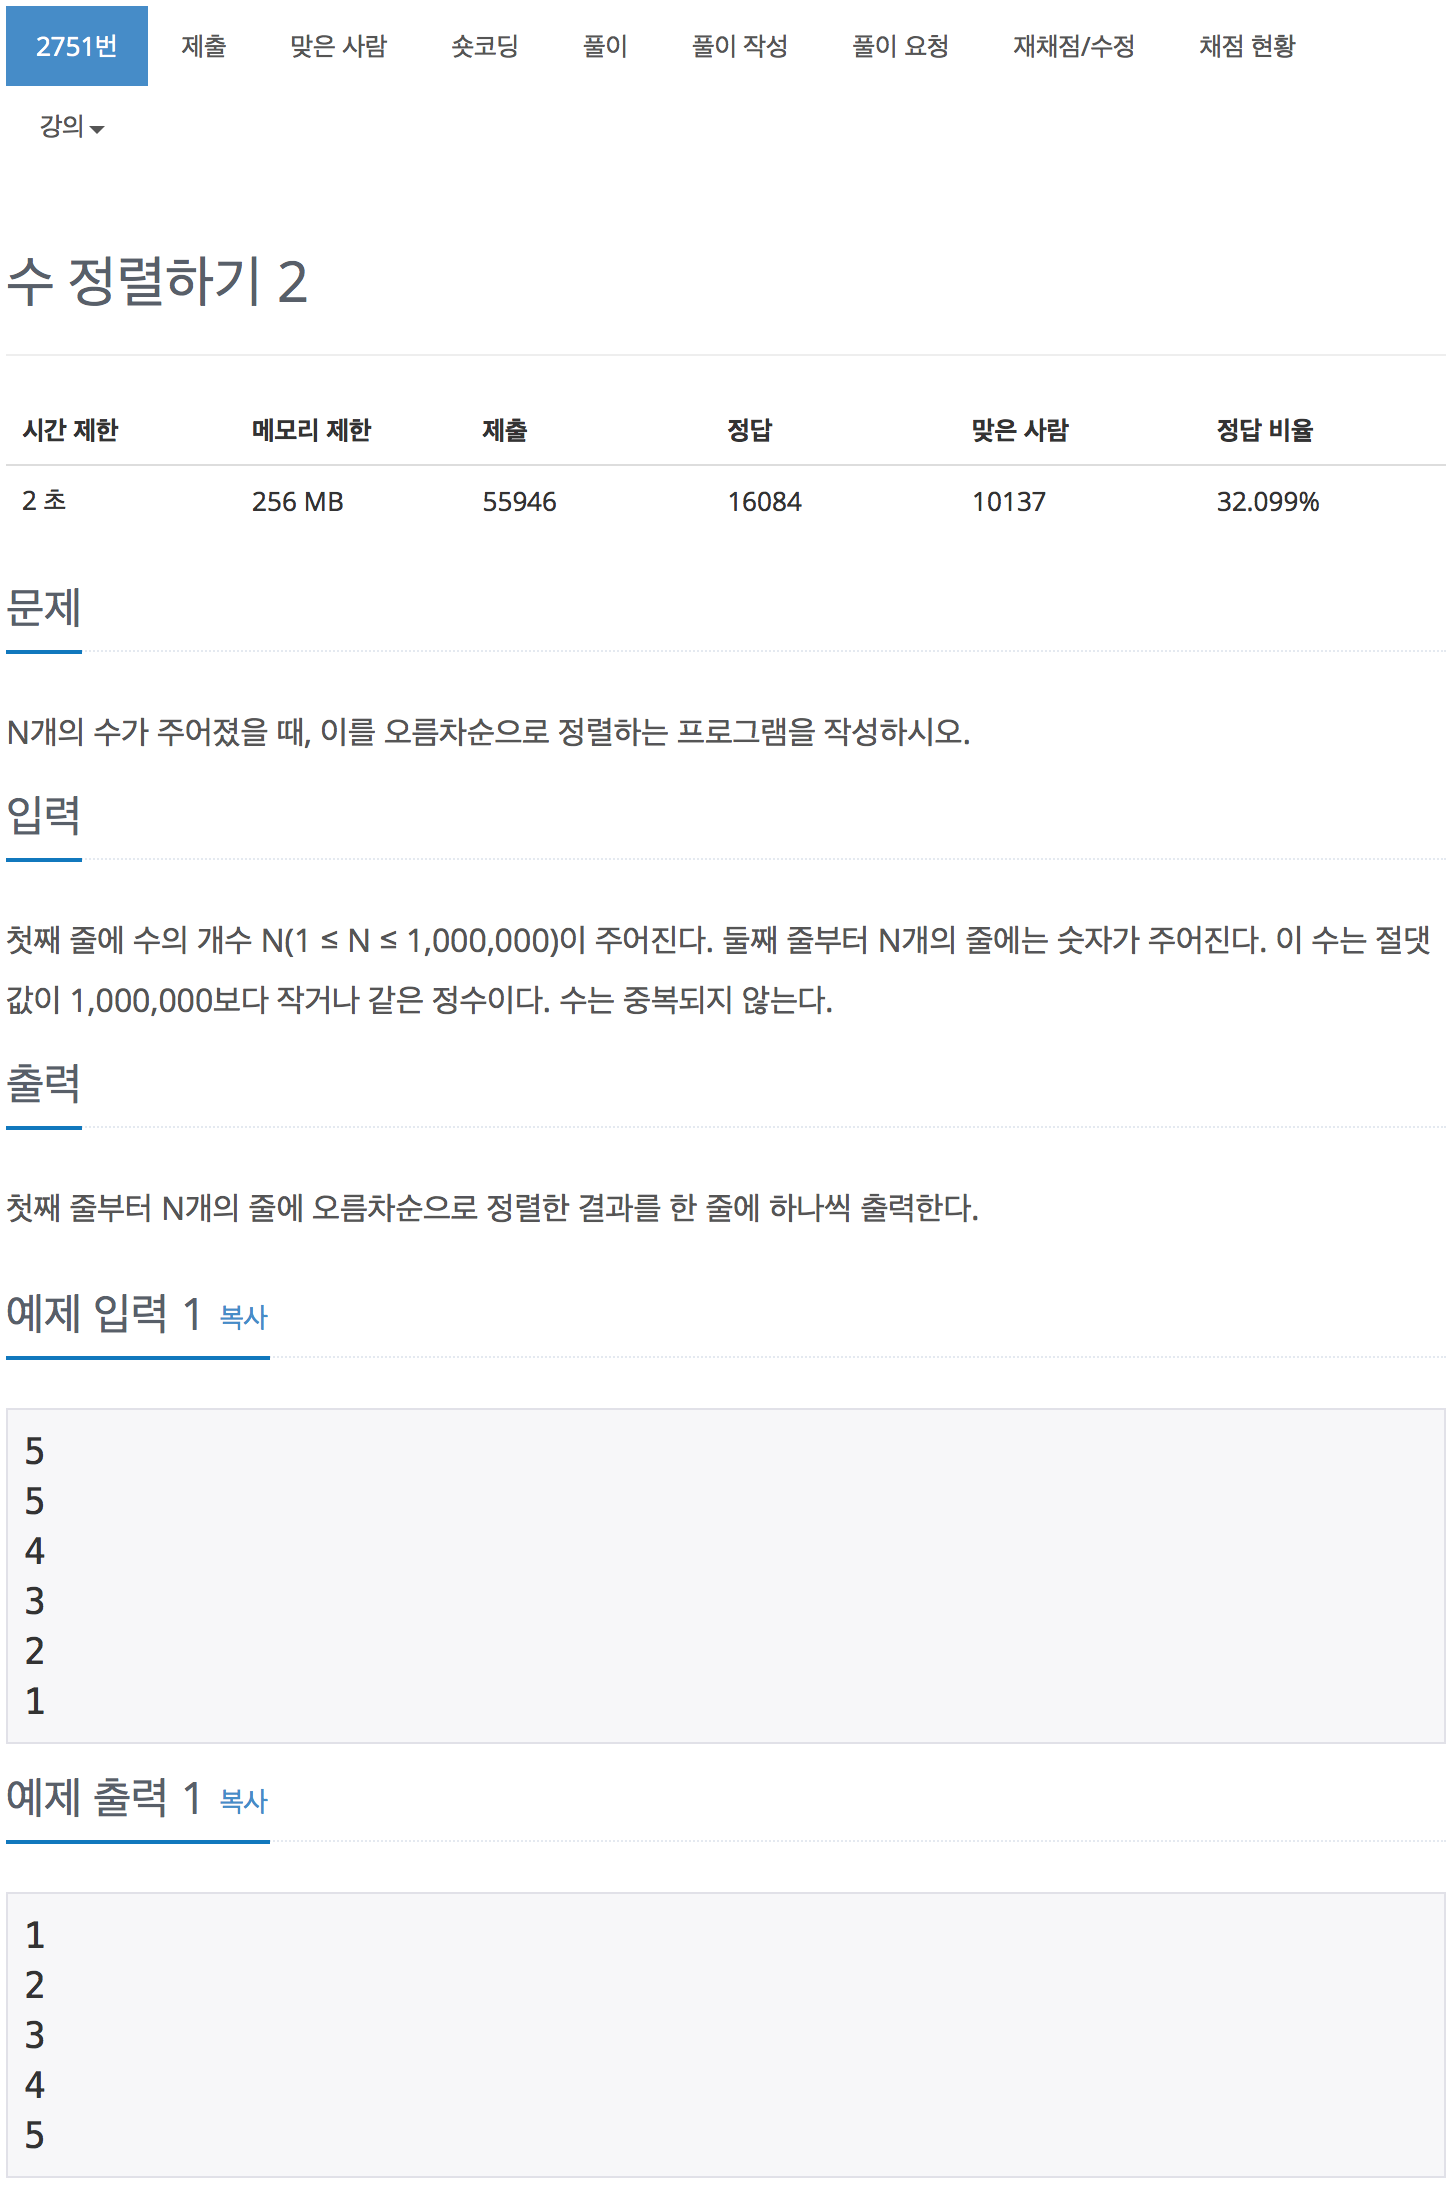 2751번 제출 맞은 사람 숏코딩 풀이 풀이 작성 풀이 요청 재채점/수정 채점 현황
강의
수 정렬하기 2
시간 제한 메모리 제한 제출 정답 맞은 사람 정답 비율
2 초 256 MB 55946 16084 10137 32.099%
문제
N개의 수가 주어졌을 때, 이를 오름차순으로 정렬하는 프로그램을 작성하시오.
입력
첫째 줄에 수의 개수 N(1 ≤ N ≤ 1,000,000)이 주어진다. 둘째 줄부터 N개의 줄에는 숫자가 주어진다. 이 수는 절댓
값이 1,000,000보다 작거나 같은 정수이다. 수는 중복되지 않는다.
출력
첫째 줄부터 N개의 줄에 오름차순으로 정렬한 결과를 한 줄에 하나씩 출력한다.
예제 입력 1 복사
5
5
4
3
2
1
예제 출력 1 복사
1
2
3
4
5